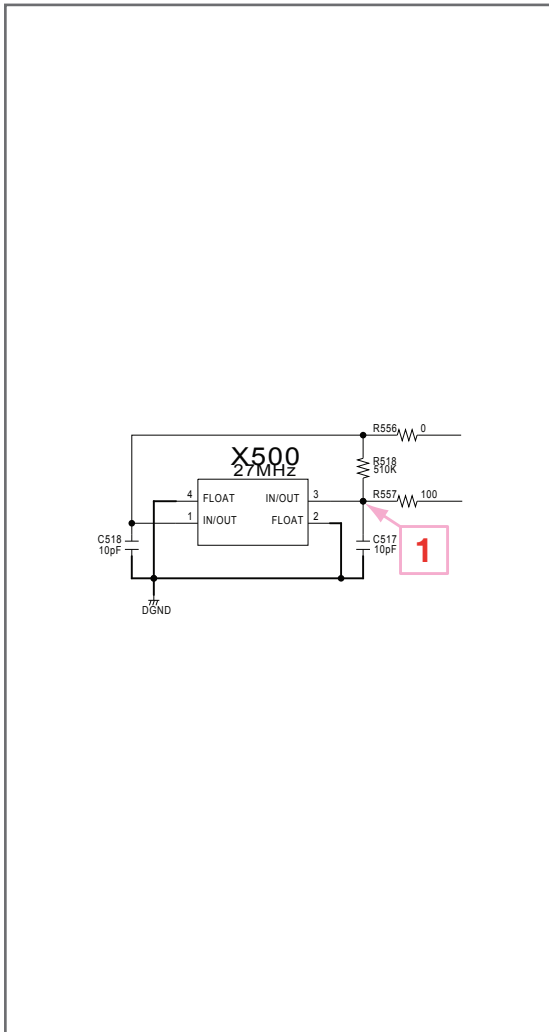 R556 0
X500
27MHz
R518
510K
4 FLOAT IN/OUT 3
R557 100
1 IN/OUT FLOAT 2
C518
10pF
C517
10pF
1
DGND